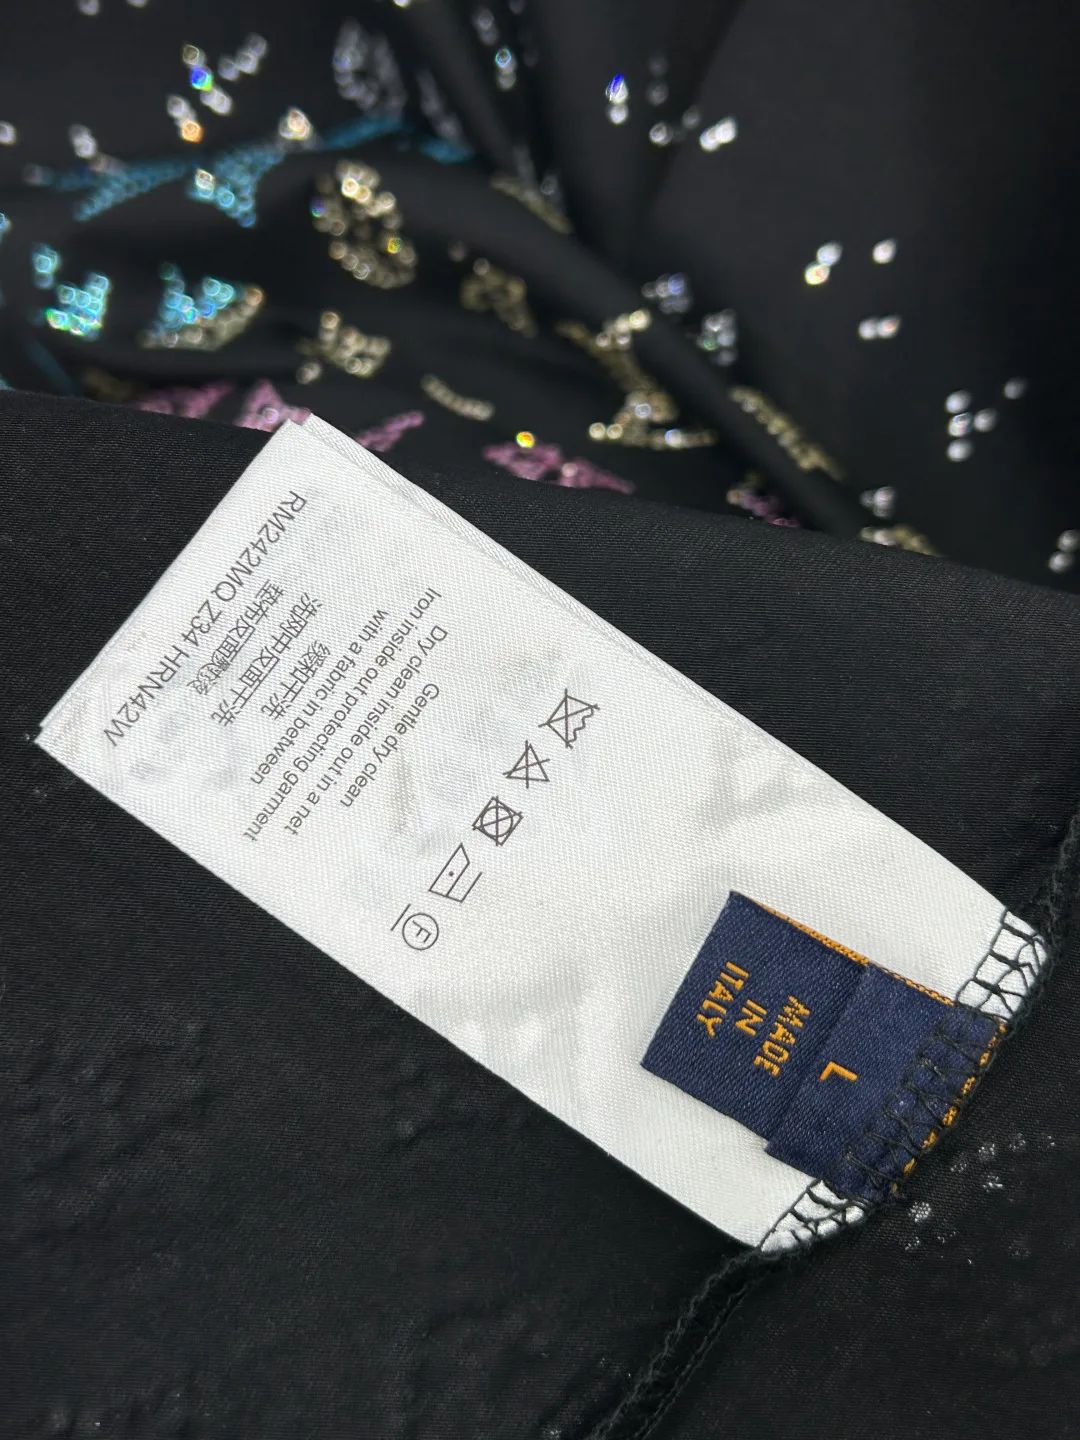 L
MADE
IN
ITALY
F
Gentle dry clean
Dry clean inside out in a net
Iron inside out protecting garment
with a fabric in between
缓和干洗
洗网中反面干洗
垫布反面熨烫
RM242MQ Z34 HRN42W